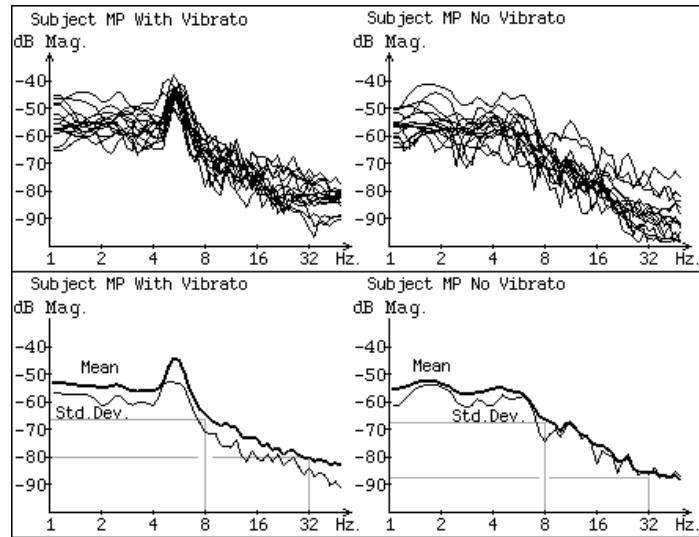 Subject MP With Vibrato
dB Mag.
-40
-50
-60
-70
-80
-90
1 2 4 8 16 32 Hz.
Subject MP No Vibrato
dB Mag.
-40
-50
-60
-70
-80
-90
1 2 4 8 16 32 Hz.
Subject MP With Vibrato
dB Mag.
-40
Mean
-50
-60
Std.Dev.
-70
-80
-90
1 2 4 8 16 32 Hz.
Subject MP No Vibrato
dB Mag.
-40
Mean
-50
-60
Std.Dev.
-70
-80
-90
1 2 4 8 16 32 Hz.